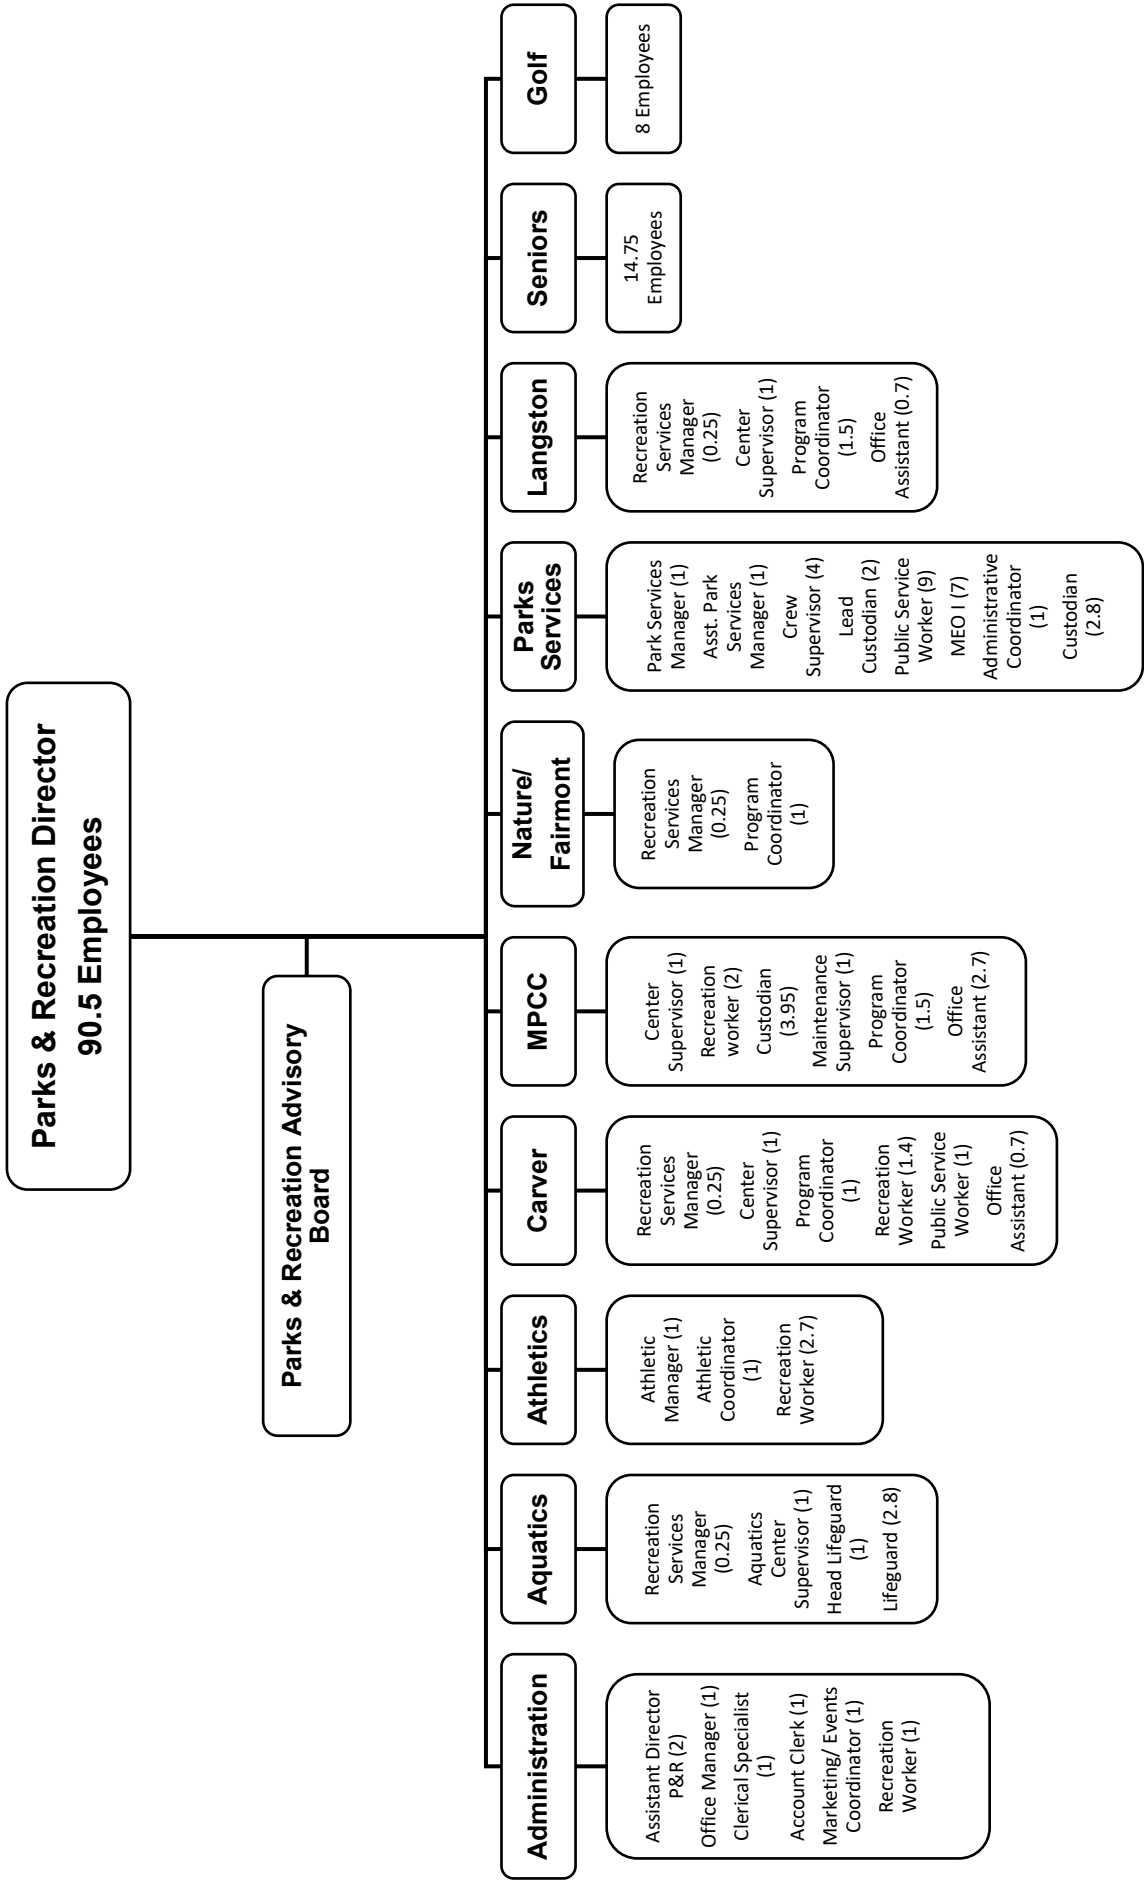 Parks & Recreation Director
90.5 Employees
Parks & Recreation Advisory
Board
Administration
Assistant Director
P&R (2)
Office Manager (1)
Clerical Specialist
(1)
Account Clerk (1)
Marketing/ Events
Coordinator (1)
Recreation
Worker (1)
Aquatics
Recreation
Services
Manager
(0.25)
Aquatics
Center
Supervisor (1)
Head Lifeguard
(1)
Lifeguard (2.8)
Athletics
Athletic
Manager (1)
Athletic
Coordinator
(1)
Recreation
Worker (2.7)
Carver
Recreation
Services
Manager
(0.25)
Center
Supervisor (1)
Program
Coordinator
(1)
Recreation
Worker (1.4)
Public Service
Worker (1)
Office
Assistant (0.7)
MPCC
Center
Supervisor (1)
Recreation
worker (2)
Custodian
(3.95)
Maintenance
Supervisor (1)
Program
Coordinator
(1.5)
Office
Assistant (2.7)
Nature/
Fairmont
Recreation
Services
Manager
(0.25)
Program
Coordinator
(1)
Parks
Services
Park Services
Manager (1)
Asst. Park
Services
Manager (1)
Crew
Supervisor (4)
Lead
Custodian (2)
Public Service
Worker (9)
MEO I (7)
Administrative
Coordinator
(1)
Custodian
(2.8)
Langston
Recreation
Services
Manager
(0.25)
Center
Supervisor (1)
Program
Coordinator
(1.5)
Office
Assistant (0.7)
Seniors
14.75
Employees
Golf
8 Employees